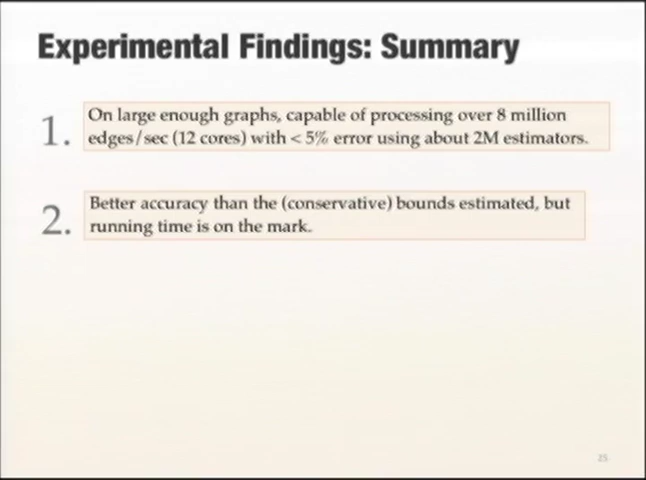 Experimental Findings: Summary
1. On large enough graphs, capable of processing over 8 million
edges/sec (12 cores) with < 5% error using about 2M estimators.
2. Better accuracy than the (conservative) bounds estimated, but
running time is on the mark.
25